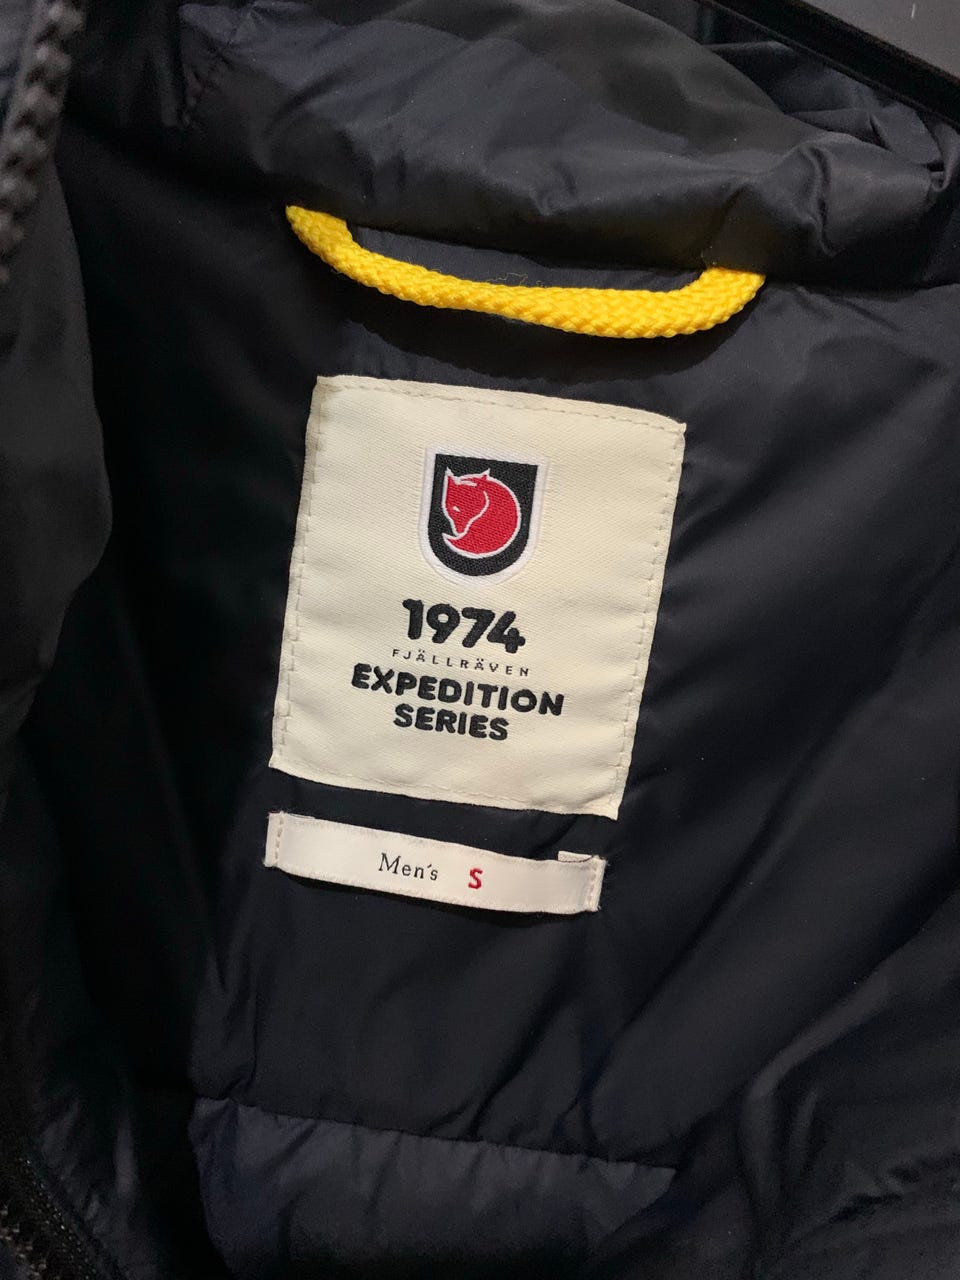 1974
FJÄLLRÄVEN
EXPEDITION
SERIES
Men's S